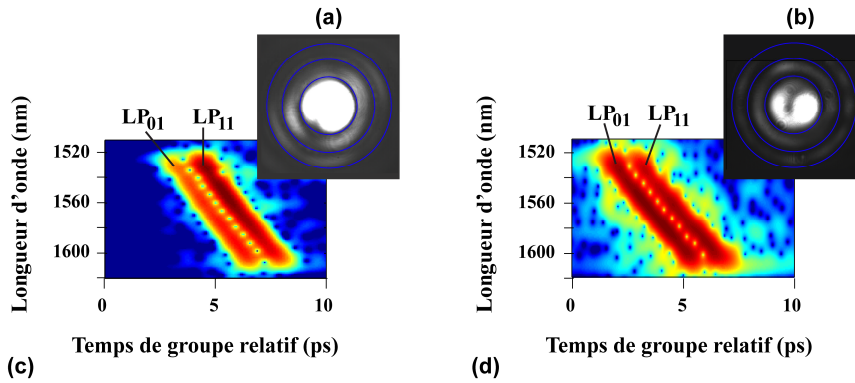 (a)
(b)
LP01
LP11
LP01
LP11
Longueur d'onde (nm)
1520
1560
1600
0
5
10
Temps de groupe relatif (ps)
Longueur d'onde (nm)
1520
1560
1600
0
5
10
Temps de groupe relatif (ps)
(c)
(d)